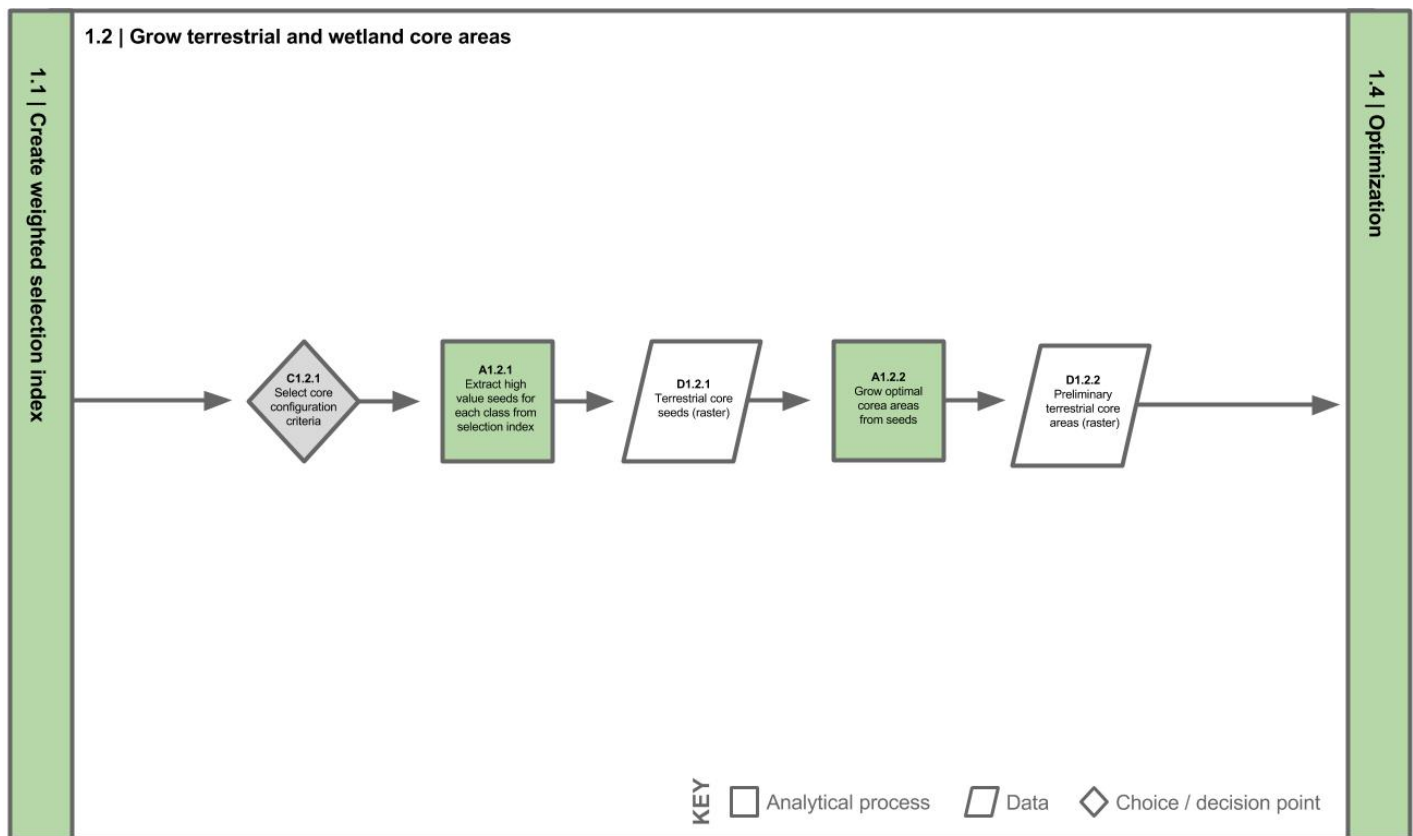 1.2 | Grow terrestrial and wetland core areas
1.1 | Create weighted selection index
C1.2.1
Select core
configuration
criteria
A1.2.1
Extract high
value seeds for
each class from
selection index
D1.2.1
Terrestrial core
seeds (raster)
A1.2.2
Grow optimal
corea areas
from seeds
D1.2.2
Preliminary
terrestrial core
areas (raster)
1.4 | Optimization
KEY
Analytical process
Data
Choice / decision point